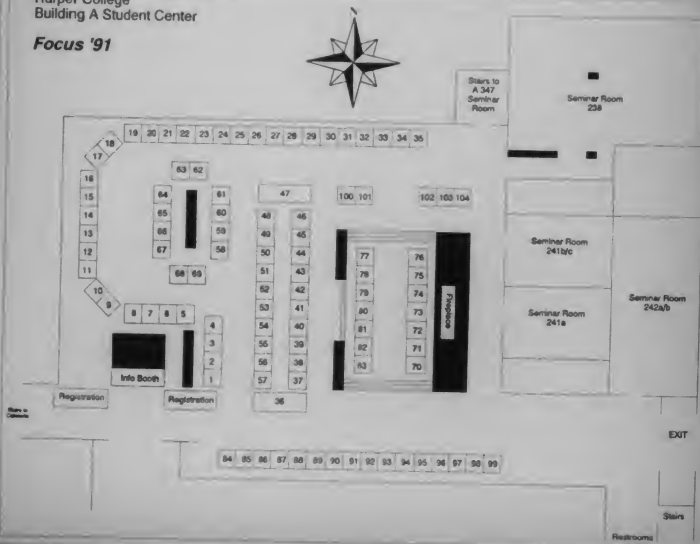 Harper College
Building A Student Center
Focus '91
N
Stairs to
A 347
Seminar
Room
Seminar Room
238
19 20 21 22 23 24 25 26 27 28 29 30 31 32 33 34 35
18
17
16
15
14
13
12
11
10
9
63 62
64
65
66
67
61
60
59
58
68 69
8 7 6 5
4
3
2
1
Info Booth
Registration
Registration
47
48
49
50
51
52
53
54
55
56
57
46
45
44
43
42
41
40
39
38
37
36
100 101
102 103 104
77
78
79
80
81
82
83
76
75
74
73
72
71
70
Fireplace
Seminar Room
241b/c
Seminar Room
241a
Seminar Room
242a/b
84 85 86 87 88 89 90 91 92 93 94 95 96 97 98 99
EXIT
Stairs
Restrooms